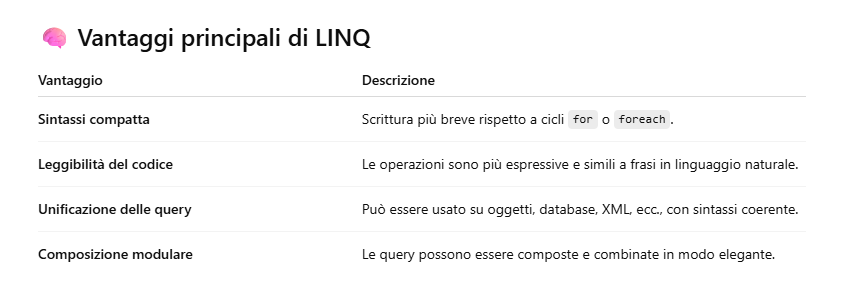 🧠 Vantaggi principali di LINQ
Vantaggio Descrizione
Sintassi compatta Scrittura più breve rispetto a cicli for o foreach.
Leggibilità del codice Le operazioni sono più espressive e simili a frasi in linguaggio naturale.
Unificazione delle query Può essere usato su oggetti, database, XML, ecc., con sintassi coerente.
Composizione modulare Le query possono essere composte e combinate in modo elegante.